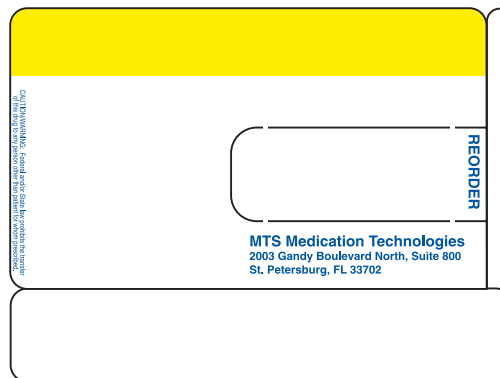 CAUTION/WARNING: Federal and/or State law prohibits the transfer
of this drug to any person other than patient for whom prescribed.
REORDER
MTS Medication Technologies
2003 Gandy Boulevard North, Suite 800
St. Petersburg, FL 33702